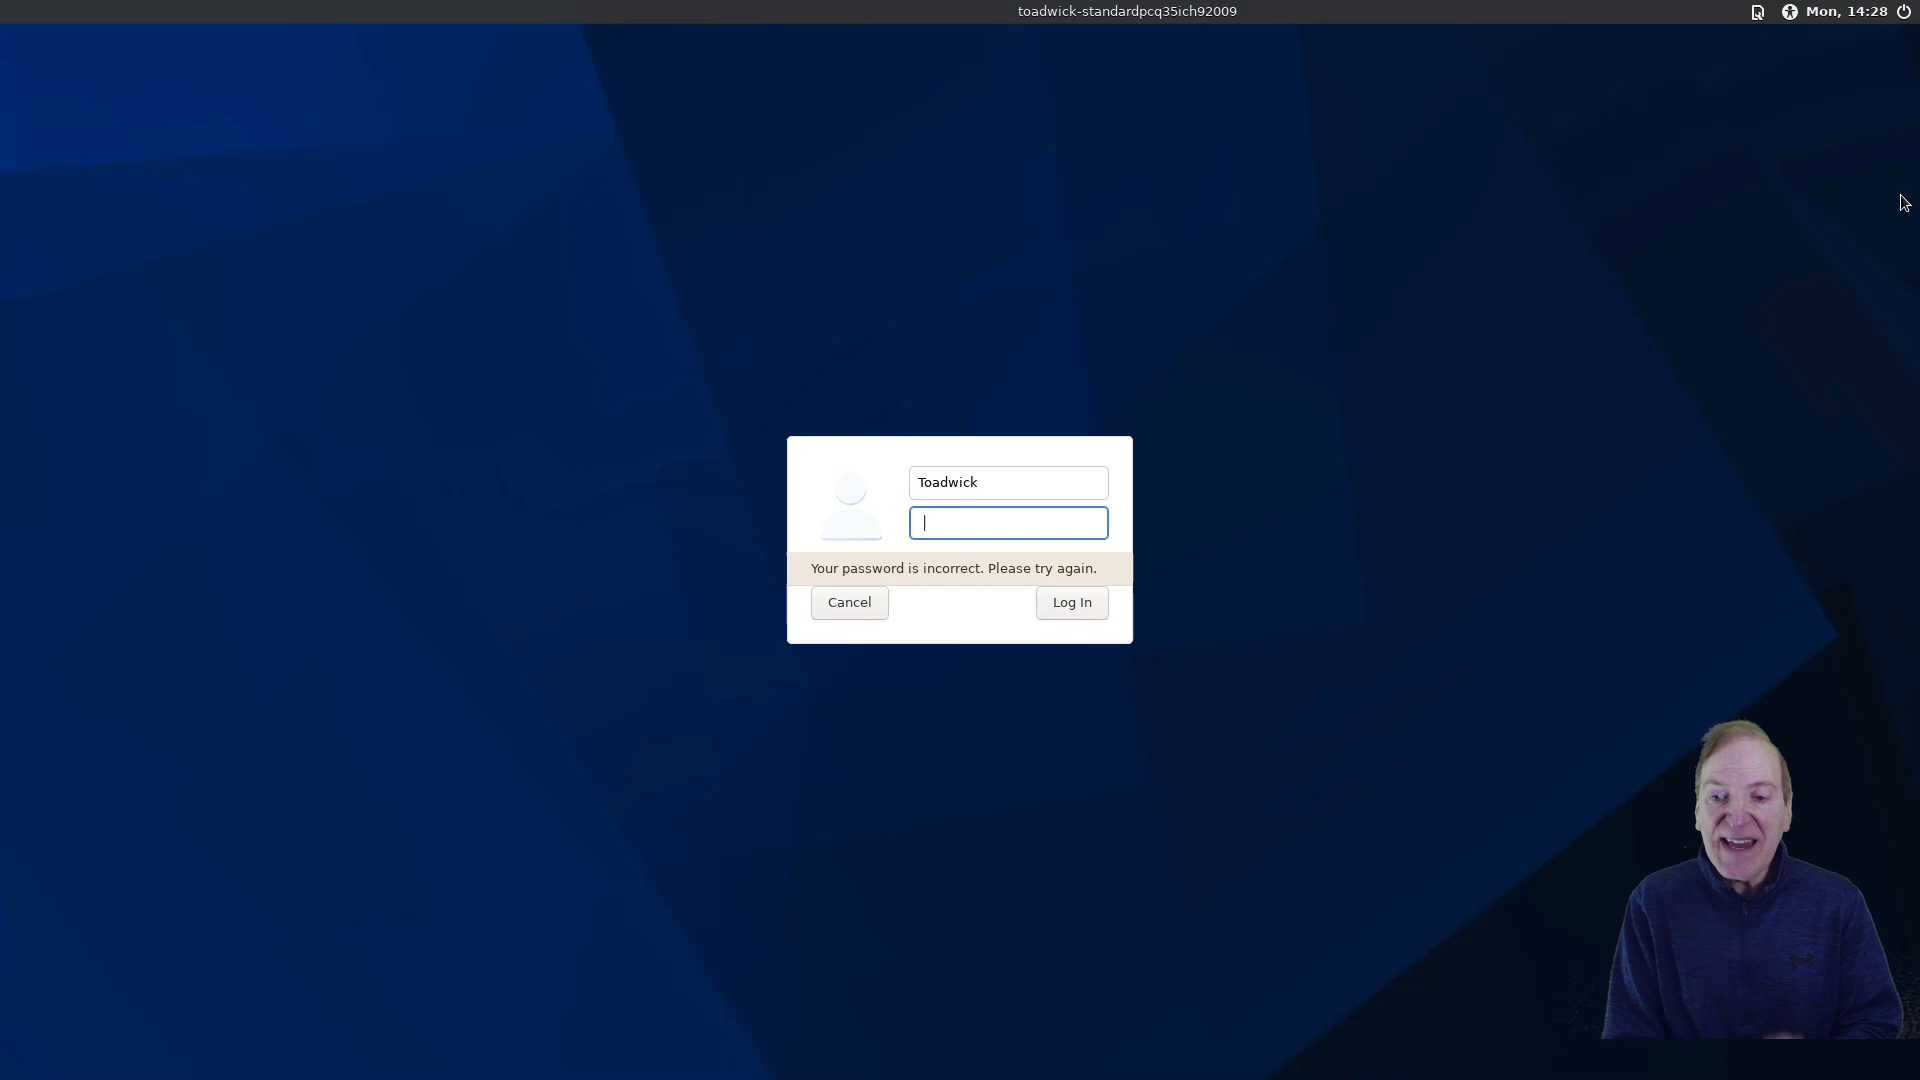 toadwick-standardpcq35ich92009
Mon, 14:28
Toadwick
Your password is incorrect. Please try again.
Cancel
Log In